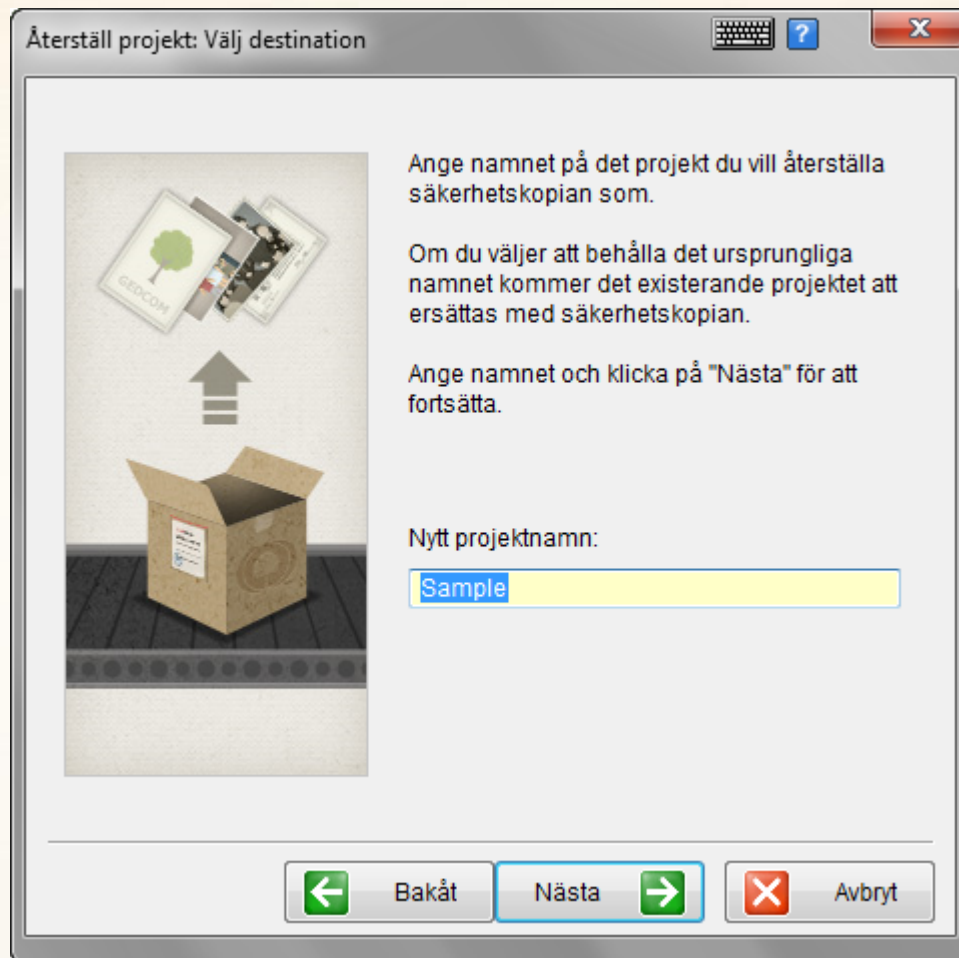 Återställ projekt: Välj destination
Ange namnet på det projekt du vill återställa
säkerhetskopian som.
Om du väljer att behålla det ursprungliga
namnet kommer det existerande projektet att
ersättas med säkerhetskopian.
Ange namnet och klicka på "Nästa" för att
fortsätta.
GEDCOM
Nytt projektnamn:
Sample
Bakåt
Nästa
Avbryt